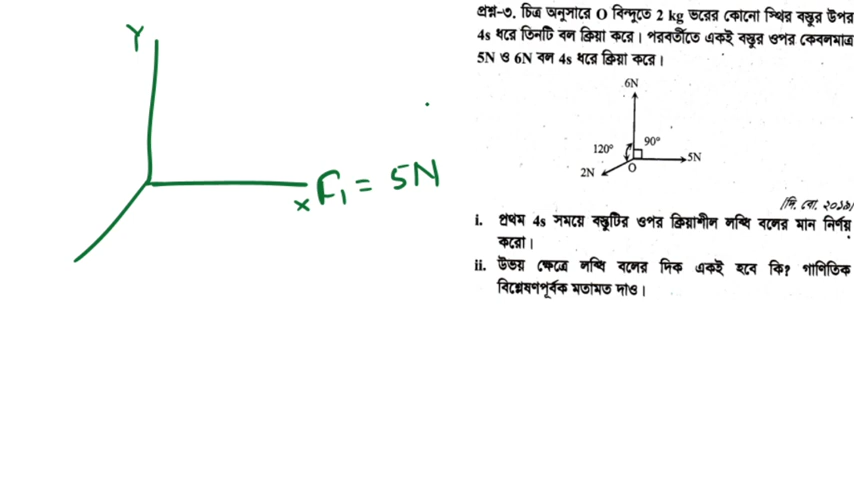 Y
x F₁ = 5N
প্রশ্ন-৩. চিত্র অনুসারে O বিন্দুতে 2 kg ভরের কোনো স্থির বস্তুর উপর
4s ধরে তিনটি বল ক্রিয়া করে। পরবর্তীতে একই বস্তুর ওপর কেবলমাত্র
5N ও 6N বল 4s ধরে ক্রিয়া করে।
6N
120° 90°
5N
2N O
[সি. বো. ২০১৯]
i. প্রথম 4s সময়ে বস্তুটির ওপর ক্রিয়াশীল লব্ধি বলের মান নির্ণয়
করো।
ii. উভয় ক্ষেত্রে লব্ধি বলের দিক একই হবে কি? গাণিতিক
বিশ্লেষণপূর্বক মতামত দাও।